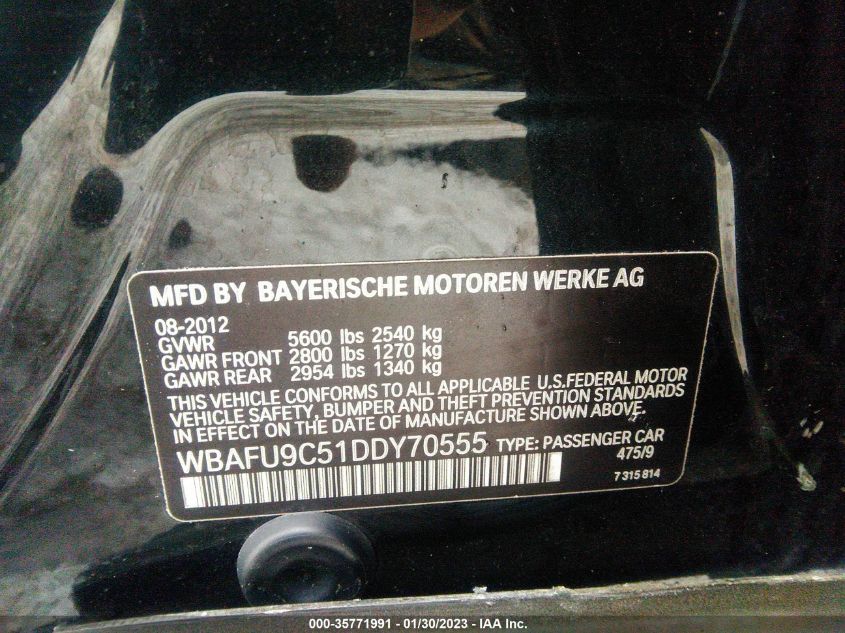 MFD BY BAYERISCHE MOTOREN WERKE AG
08-2012
GVWR 5600 lbs 2540 kg
GAWR FRONT 2800 lbs 1270 kg
GAWR REAR 2954 lbs 1340 kg
THIS VEHICLE CONFORMS TO ALL APPLICABLE U.S.FEDERAL MOTOR
VEHICLE SAFETY, BUMPER AND THEFT PREVENTION STANDARDS
IN EFFECT ON THE DATE OF MANUFACTURE SHOWN ABOVE.
WBAFU9C51DDY70555 TYPE: PASSENGER CAR
475/9
7 315 814
000-35771991 - 01/30/2023 - IAA Inc.